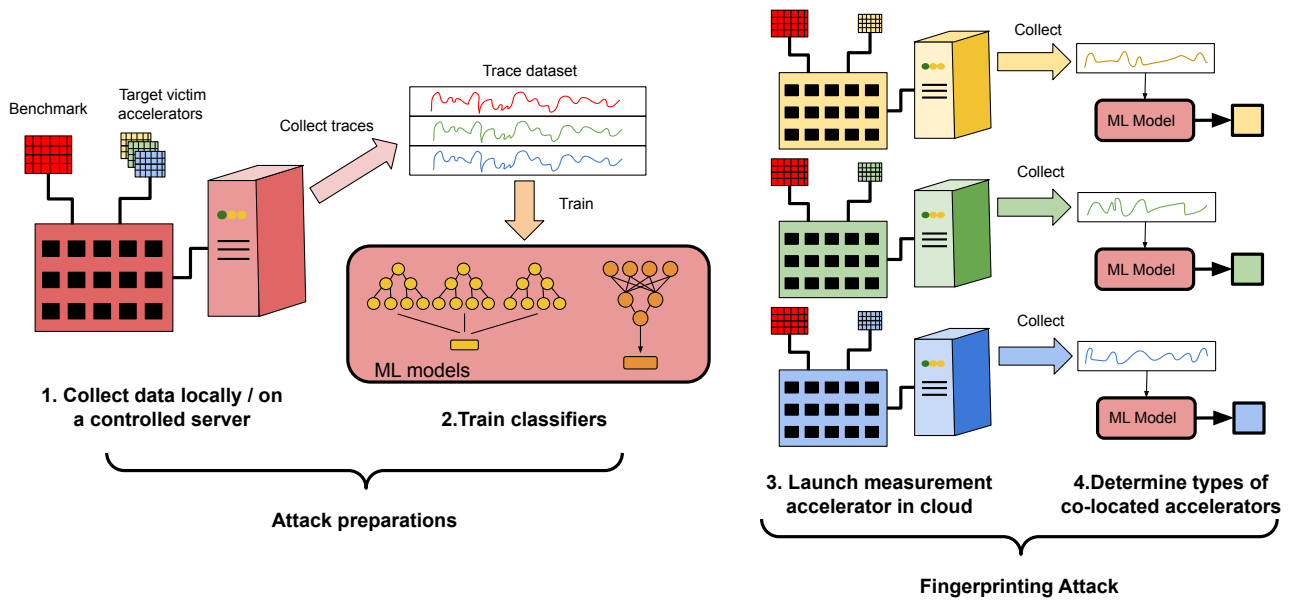 Benchmark
Target victim
accelerators
Collect traces
Trace dataset
Train
ML models
1. Collect data locally / on
a controlled server
2.Train classifiers
Attack preparations
Collect
ML Model
Collect
ML Model
Collect
ML Model
3. Launch measurement
accelerator in cloud
4.Determine types of
co-located accelerators
Fingerprinting Attack